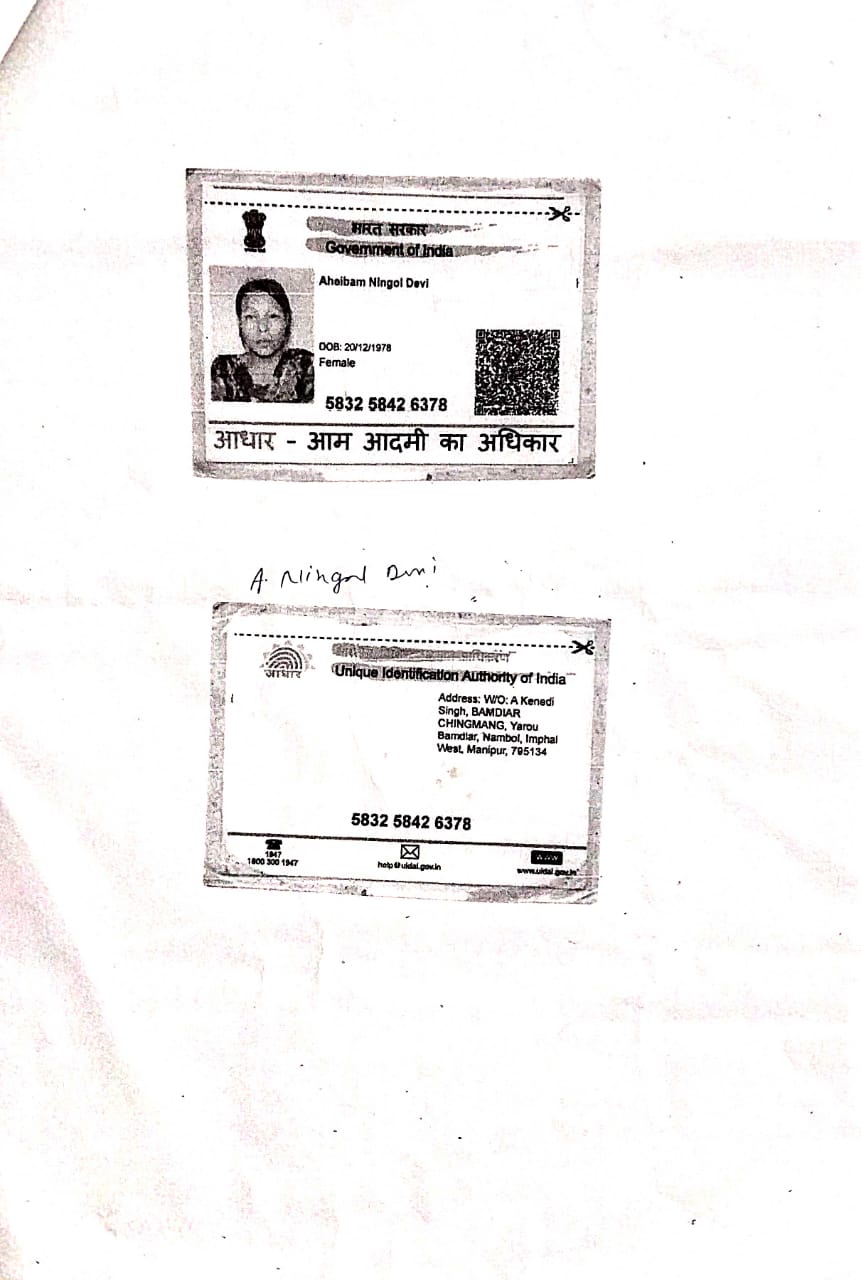 भारत सरकार
Government of India
Aheibam Ningol Devi
DOB: 20/12/1978
Female
5832 5842 6378
आधार - आम आदमी का अधिकार
A. Ningol Devi
आधार
Unique Identification Authority of India
Address: W/O: A Kenedi
Singh, BAMDIAR
CHINGMANG, Yarou
Bamdiar, Nambol, Imphal
West, Manipur, 795134
5832 5842 6378
1947
1800 300 1947
help@uidai.gov.in
WWW
www.uidai.gov.in